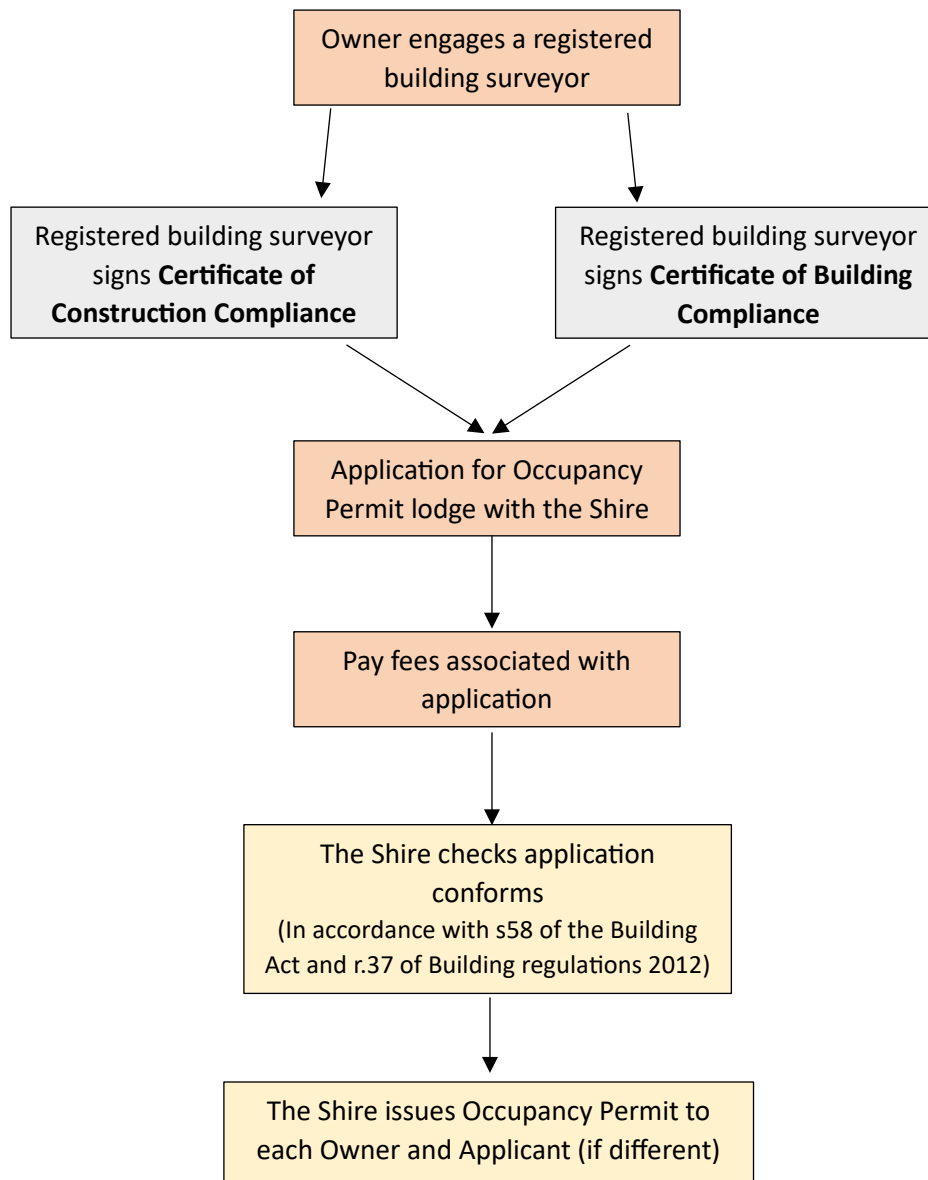 Owner engages a registered
building surveyor
Registered building surveyor
signs Certificate of
Construction Compliance
Registered building surveyor
signs Certificate of Building
Compliance
Application for Occupancy
Permit lodge with the Shire
Pay fees associated with
application
The Shire checks application
conforms
(In accordance with s58 of the Building
Act and r.37 of Building regulations 2012)
The Shire issues Occupancy Permit to
each Owner and Applicant (if different)